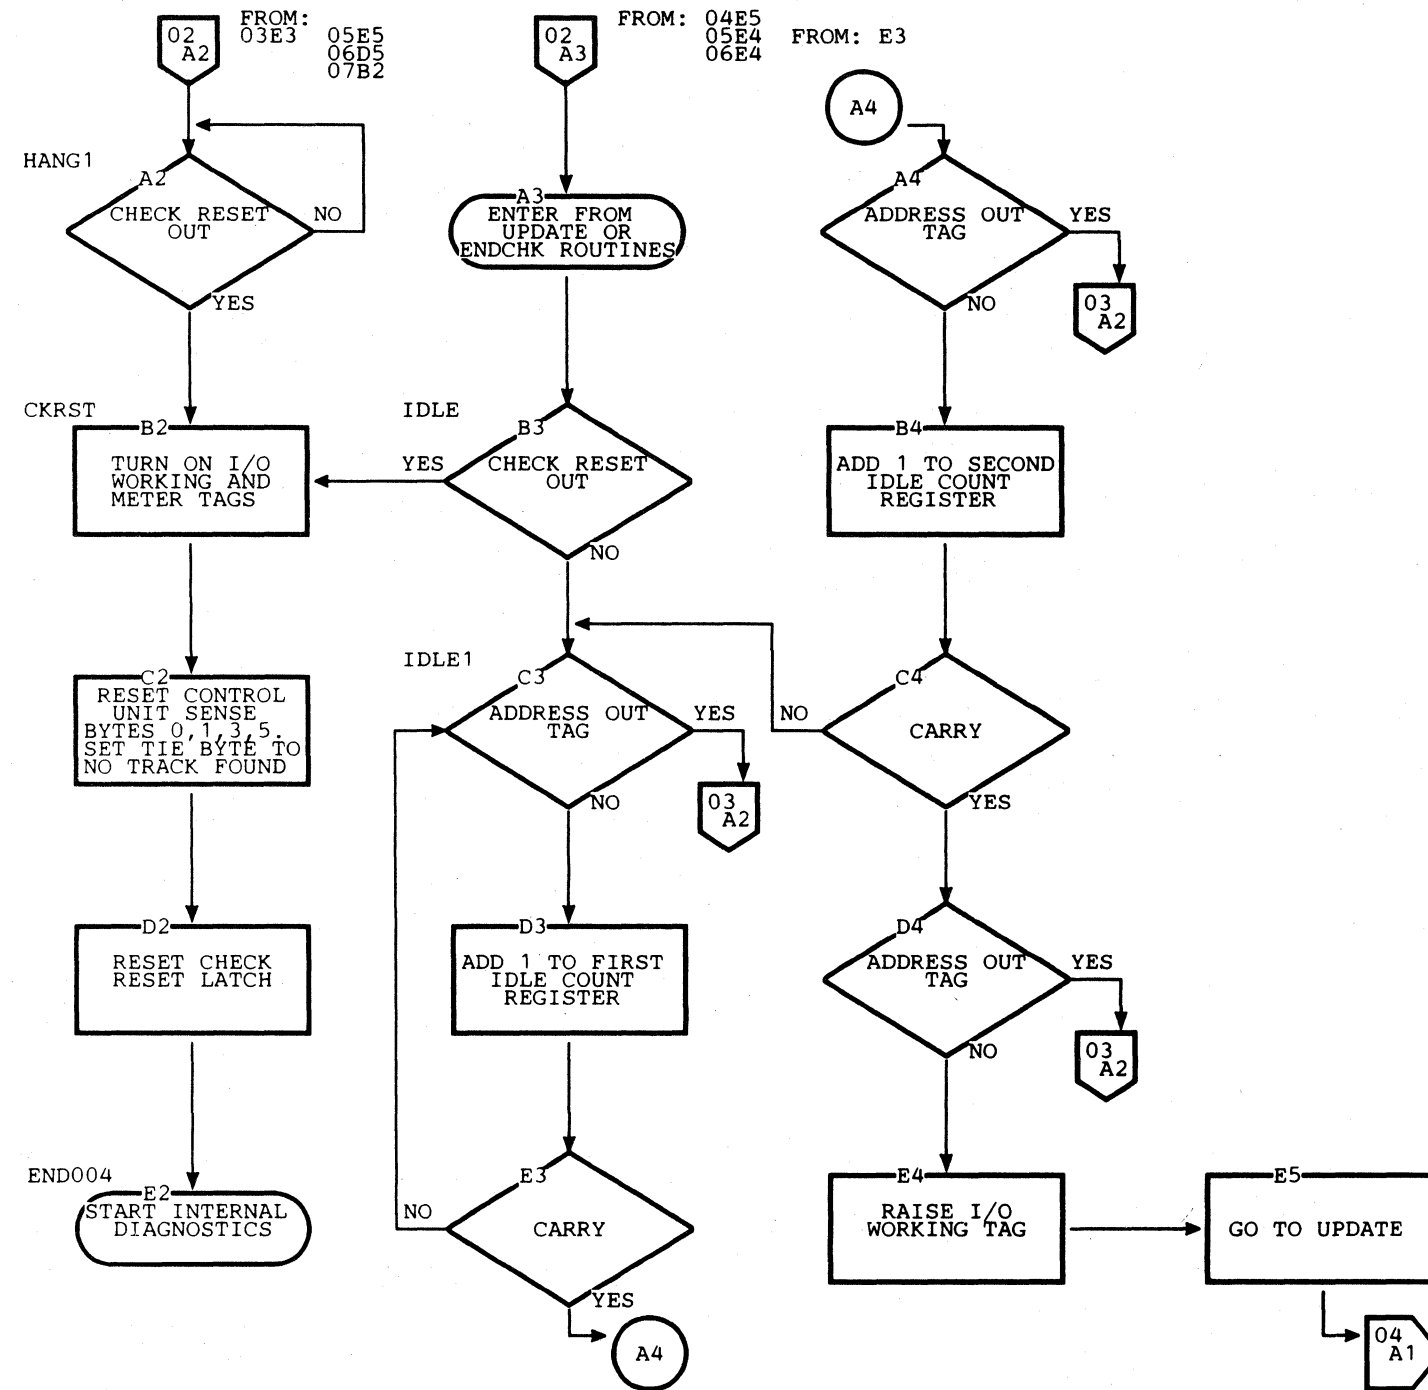 FROM:
03E3 05E5
06D5
07B2
02
A2
HANG1
A2
CHECK RESET
OUT
NO
YES
CKRST
B2
TURN ON I/O
WORKING AND
METER TAGS
C2
RESET CONTROL
UNIT SENSE
BYTES 0,1,3,5.
SET TIE BYTE TO
NO TRACK FOUND
D2
RESET CHECK
RESET LATCH
END004
E2
START INTERNAL
DIAGNOSTICS
FROM: 04E5
05E4
06E4
02
A3
A3
ENTER FROM
UPDATE OR
ENDCHK ROUTINES
IDLE
B3
CHECK RESET
OUT
YES
NO
IDLE1
C3
ADDRESS OUT
TAG
YES
03
A2
NO
D3
ADD 1 TO FIRST
IDLE COUNT
REGISTER
E3
CARRY
NO
YES
A4
FROM: E3
A4
A4
ADDRESS OUT
TAG
YES
03
A2
NO
B4
ADD 1 TO SECOND
IDLE COUNT
REGISTER
C4
CARRY
NO
YES
D4
ADDRESS OUT
TAG
YES
03
A2
NO
E4
RAISE I/O
WORKING TAG
E5
GO TO UPDATE
04
A1